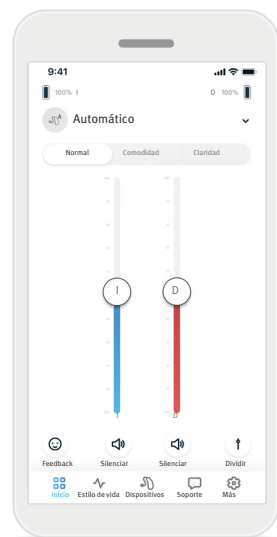 9:41
100% I D 100%
Automático
Normal Comodidad Claridad
I D
I D
Feedback Silenciar Silenciar Dividir
Inicio Estilo de vida Dispositivos Soporte Más